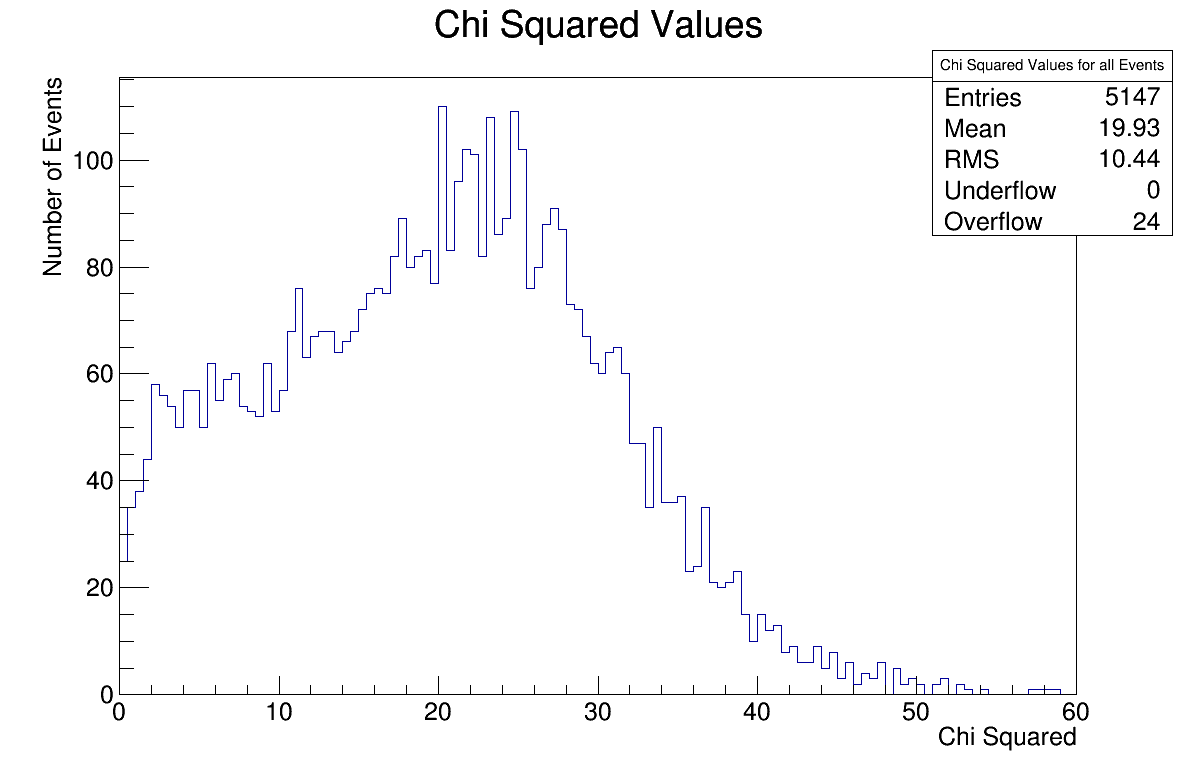 Chi Squared Values
Chi Squared Values for all Events
Entries 5147
Mean 19.93
RMS 10.44
Underflow 0
Overflow 24
Number of Events
100
80
60
40
20
0
0 10 20 30 40 50 60
Chi Squared